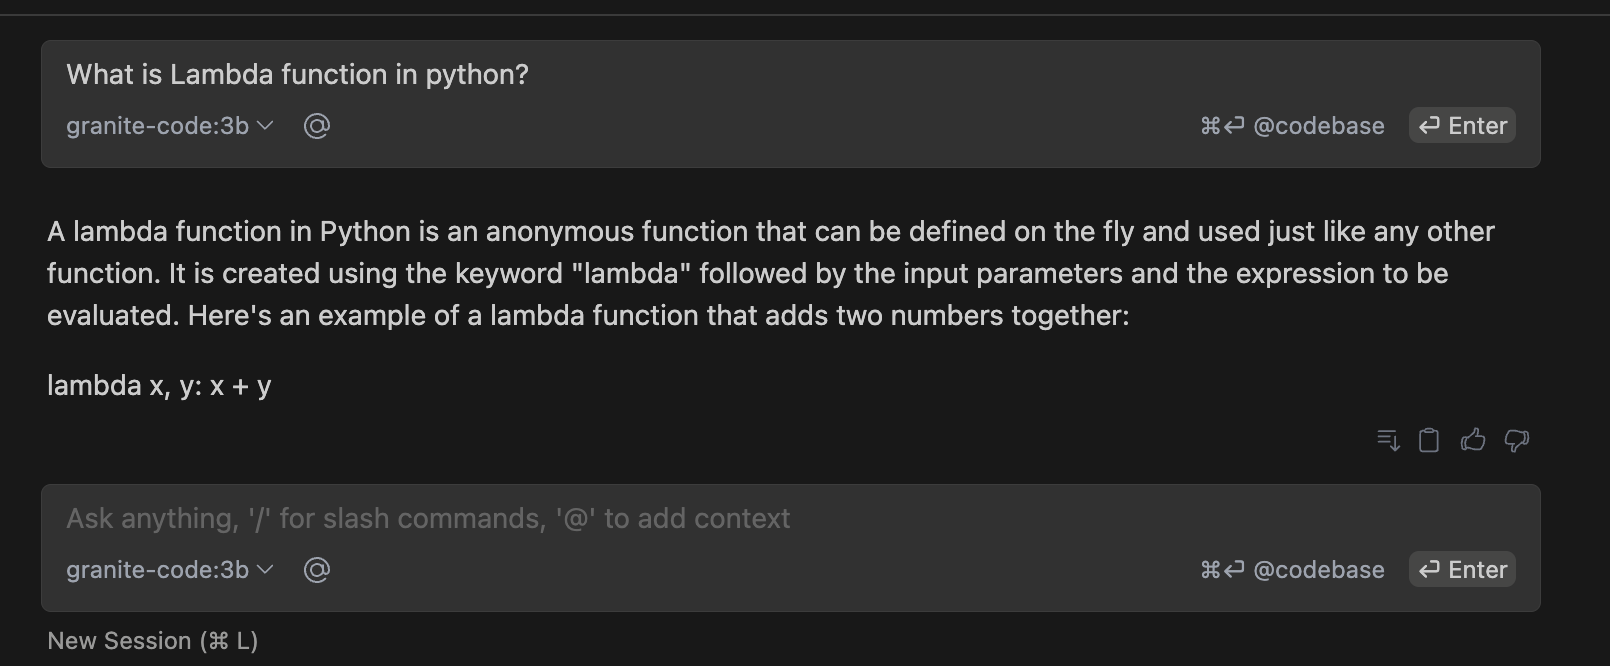 What is Lambda function in python?
granite-code:3b @ ⌘⏎ @codebase ⏎ Enter
A lambda function in Python is an anonymous function that can be defined on the fly and used just like any other
function. It is created using the keyword "lambda" followed by the input parameters and the expression to be
evaluated. Here's an example of a lambda function that adds two numbers together:
lambda x, y: x + y
Ask anything, '/' for slash commands, '@' to add context
granite-code:3b @ ⌘⏎ @codebase ⏎ Enter
New Session (⌘ L)